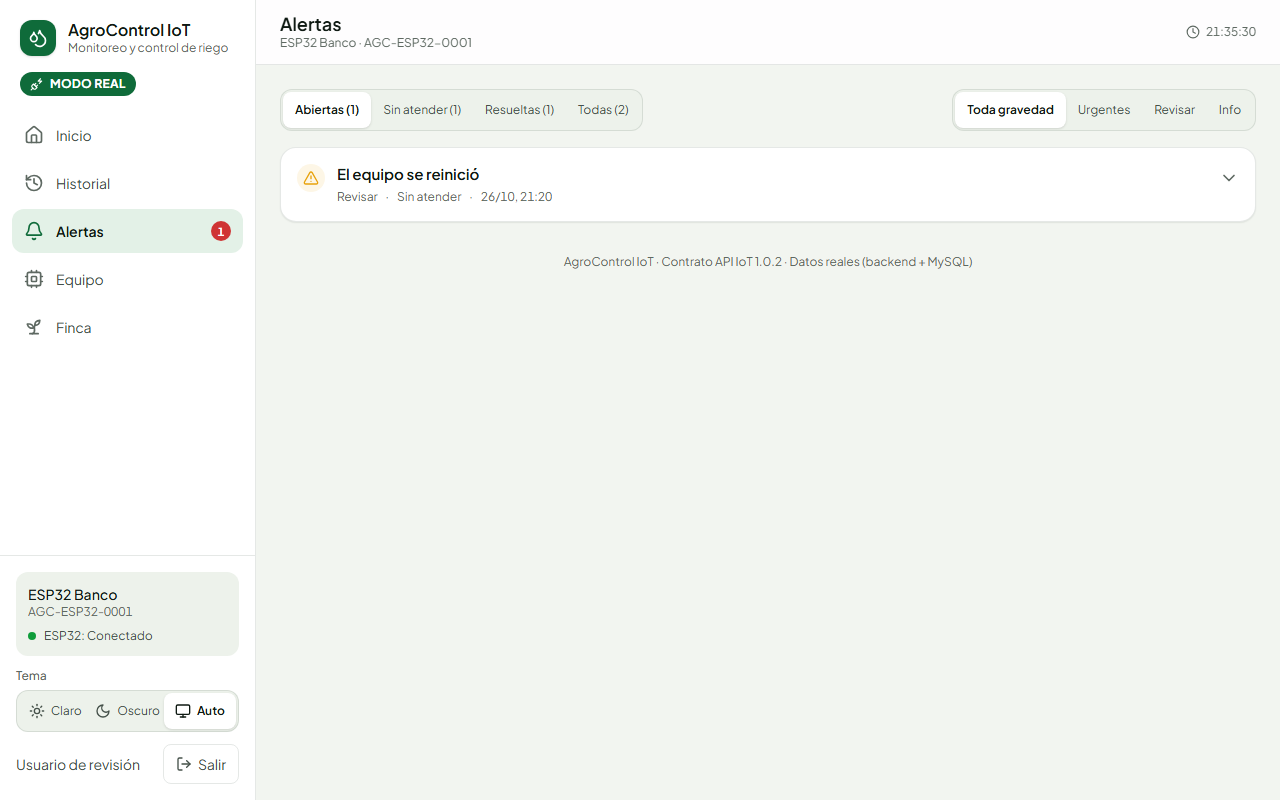 AgroControl IoT
Monitoreo y control de riego
MODO REAL
Inicio
Historial
Alertas 1
Equipo
Finca
ESP32 Banco
AGC-ESP32-0001
ESP32: Conectado
Tema
Claro Oscuro Auto
Usuario de revisión Salir
Alertas
ESP32 Banco · AGC-ESP32-0001
21:35:30
Abiertas (1) Sin atender (1) Resueltas (1) Todas (2)
Toda gravedad Urgentes Revisar Info
El equipo se reinició
Revisar · Sin atender · 26/10, 21:20
AgroControl IoT · Contrato API IoT 1.0.2 · Datos reales (backend + MySQL)